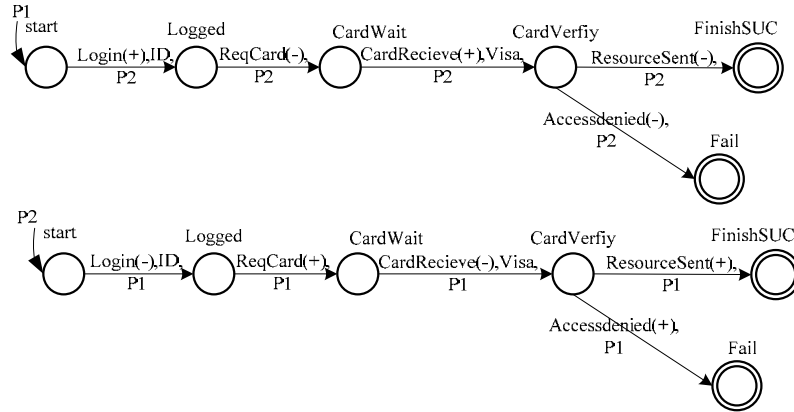 P1
start
Logged
CardWait
CardVerfiy
FinishSUC
Login(+),ID,
P2
ReqCard(-),
P2
CardRecieve(+),Visa,
P2
ResourceSent(-),
P2
Accessdenied(-),
P2
Fail
P2
start
Logged
CardWait
CardVerfiy
FinishSUC
Login(-),ID,
P1
ReqCard(+),
P1
CardRecieve(-),Visa,
P1
ResourceSent(+),
P1
Accessdenied(+),
P1
Fail